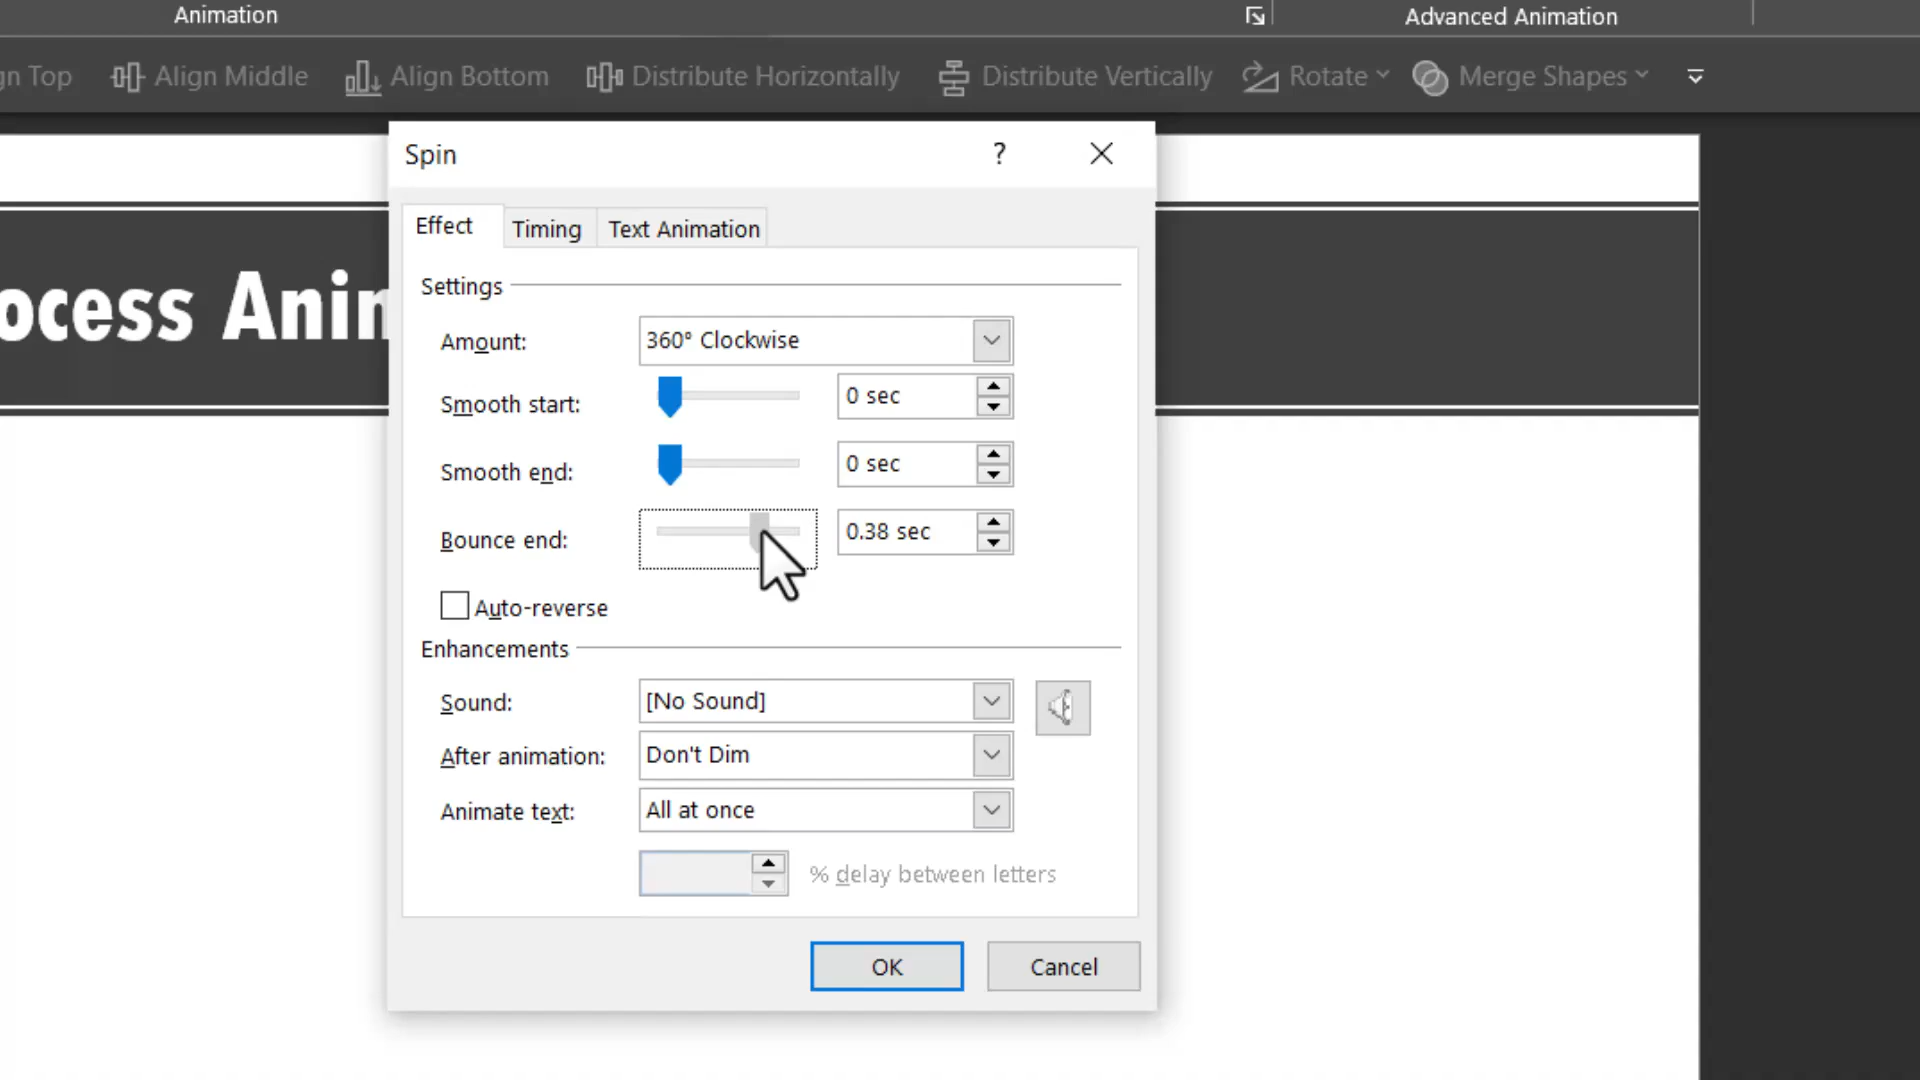 Animation
Advanced Animation
gn Top Align Middle Align Bottom Distribute Horizontally Distribute Vertically Rotate Merge Shapes
Spin
?
Effect Timing Text Animation
ocess Anim
Settings
Amount: 360° Clockwise
Smooth start: 0 sec
Smooth end: 0 sec
Bounce end: 0.38 sec
Auto-reverse
Enhancements
Sound: [No Sound]
After animation: Don't Dim
Animate text: All at once
% delay between letters
OK Cancel